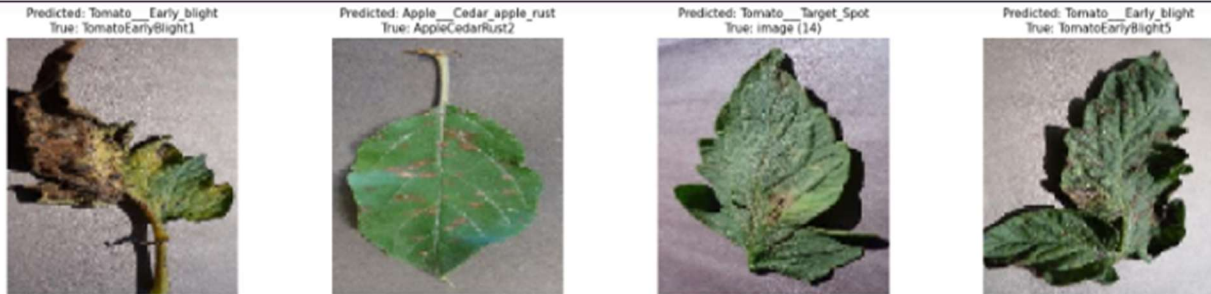 Predicted: Tomato___Early_blight
True: TomatoEarlyBlight1
Predicted: Apple___Cedar_apple_rust
True: AppleCedarRust2
Predicted: Tomato___Target_Spot
True: image (14)
Predicted: Tomato___Early_blight
True: TomatoEarlyBlight5